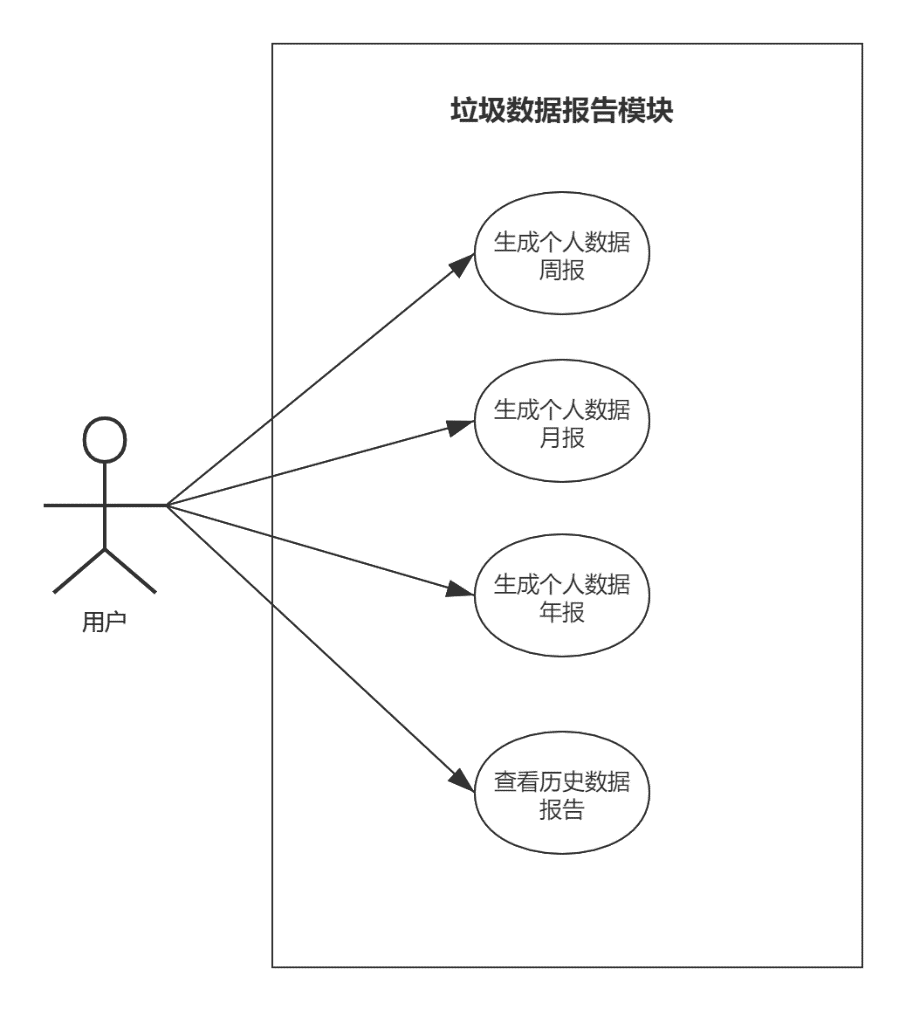 垃圾数据报告模块
生成个人数据
周报
生成个人数据
月报
生成个人数据
年报
用户
查看历史数据
报告